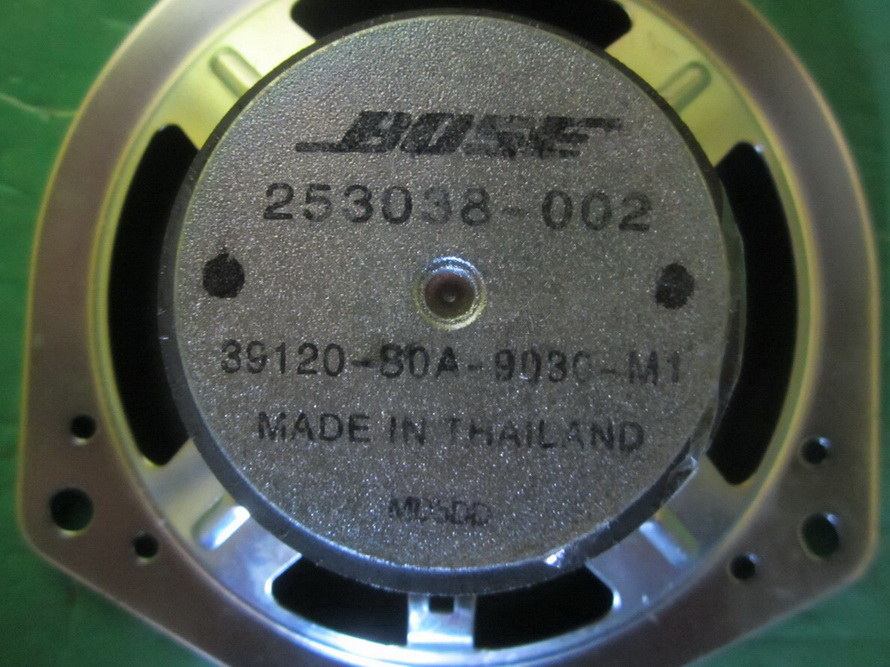 BOSE
253038-002
39120-S0A-9030-M1
MADE IN THAILAND